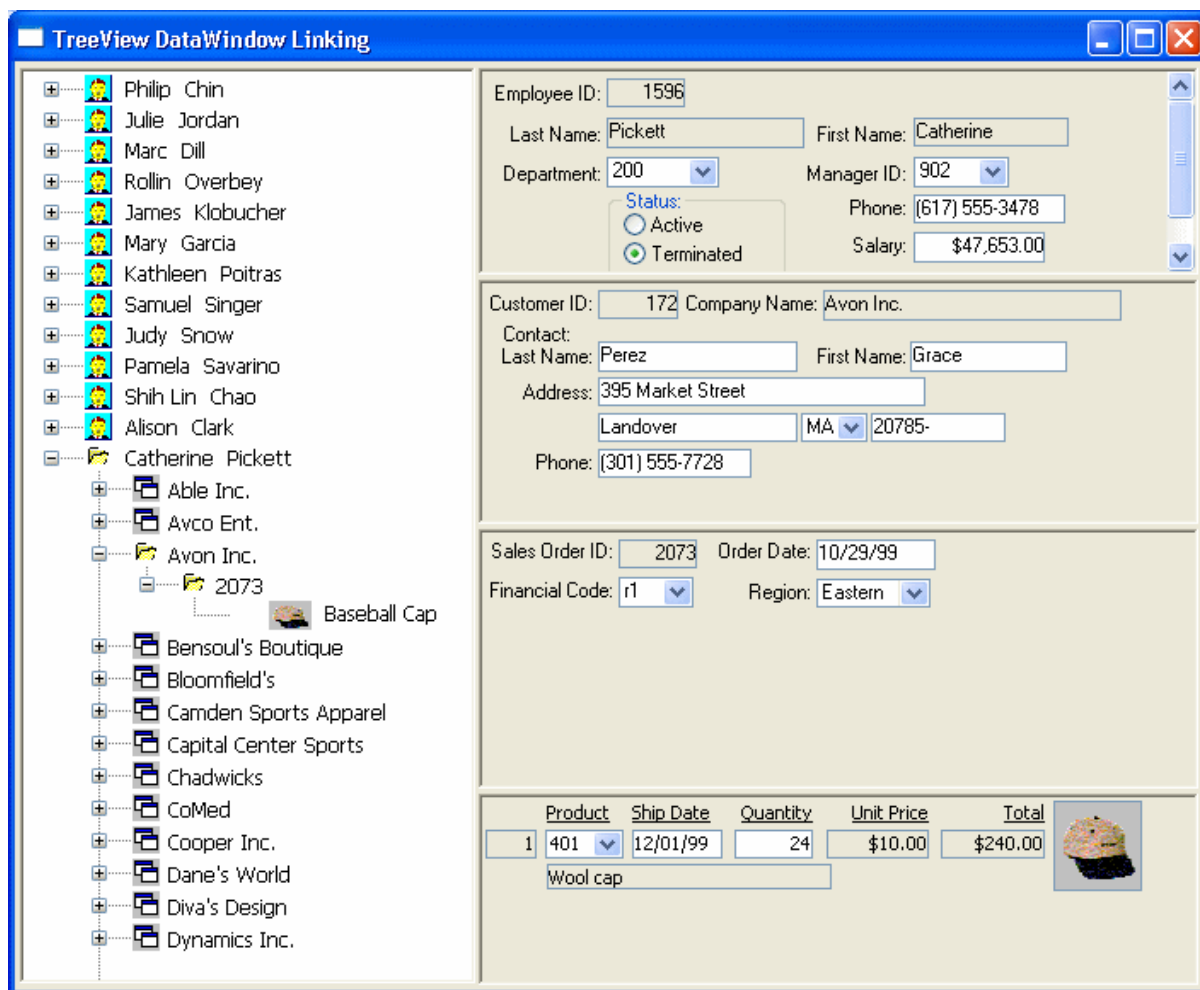 TreeView DataWindow Linking
Philip Chin
Julie Jordan
Marc Dill
Rollin Overbey
James Klobucher
Mary Garcia
Kathleen Poitras
Samuel Singer
Judy Snow
Pamela Savarino
Shih Lin Chao
Alison Clark
Catherine Pickett
Able Inc.
Avco Ent.
Avon Inc.
2073
Baseball Cap
Bensoul's Boutique
Bloomfield's
Camden Sports Apparel
Capital Center Sports
Chadwicks
CoMed
Cooper Inc.
Dane's World
Diva's Design
Dynamics Inc.
Employee ID: 1596
Last Name: Pickett First Name: Catherine
Department: 200 Manager ID: 902
Status: Phone: (617) 555-3478
Active
Terminated Salary: $47,653.00
Customer ID: 172 Company Name: Avon Inc.
Contact:
Last Name: Perez First Name: Grace
Address: 395 Market Street
Landover MA 20785-
Phone: (301) 555-7728
Sales Order ID: 2073 Order Date: 10/29/99
Financial Code: r1 Region: Eastern
Product Ship Date Quantity Unit Price Total
1 401 12/01/99 24 $10.00 $240.00
Wool cap